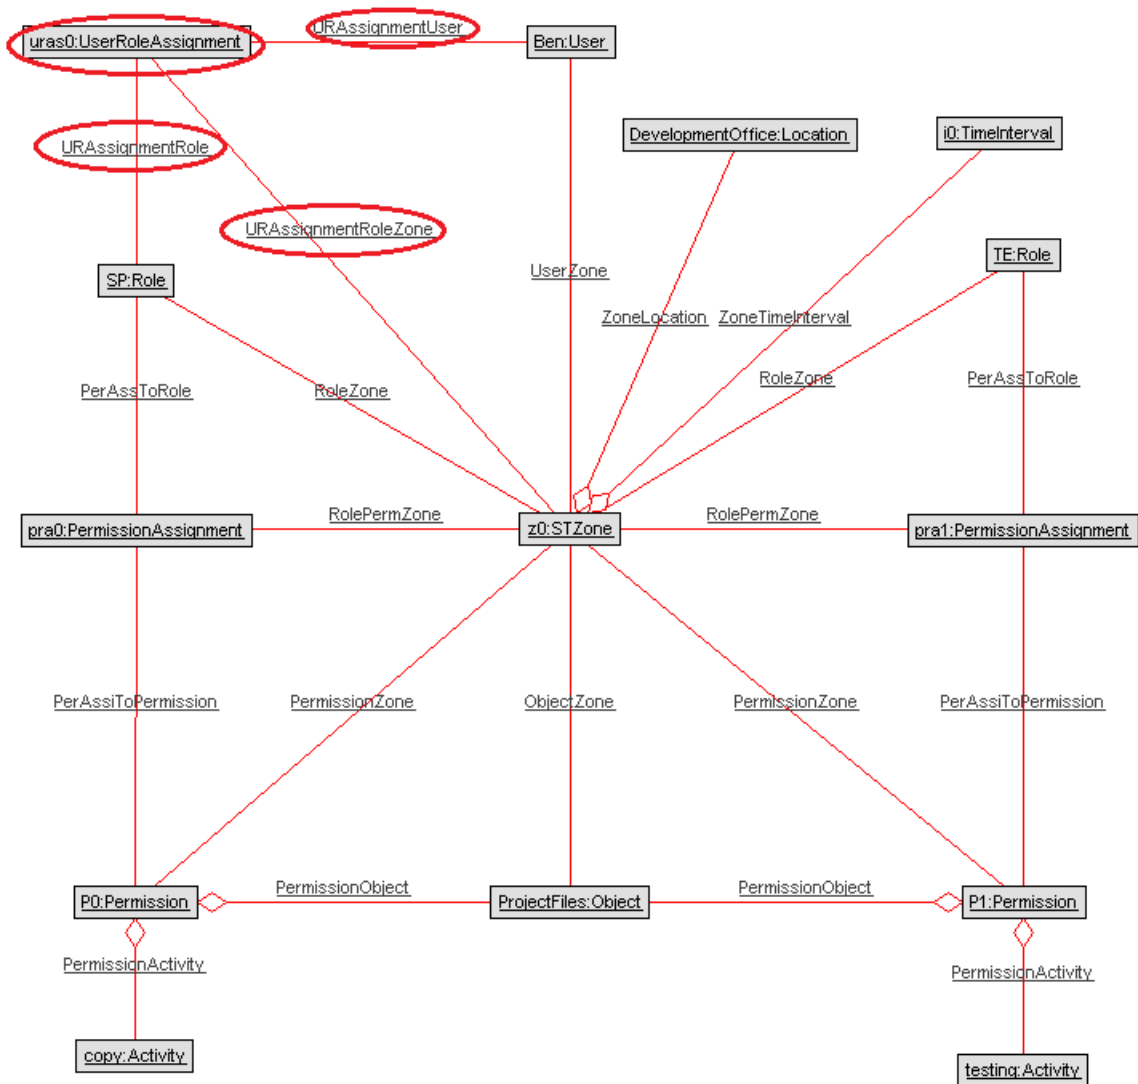 URAssignmentUser
uras0:UserRoleAssignment
Ben:User
DevelopmentOffice:Location
i0:TimeInterval
URAssignmentRole
URAssignmentRoleZone
TE:Role
UserZone
SP:Role
ZoneLocation
ZoneTimeInterval
PerAssToRole
RoleZone
RoleZone
PerAssToRole
RolePermZone
RolePermZone
pra0:PermissionAssignment
z0:STZone
pra1:PermissionAssignment
PerAssiToPermission
PermissionZone
ObjectZone
PermissionZone
PerAssiToPermission
PermissionObject
PermissionObject
P0:Permission
ProjectFiles:Object
P1:Permission
PermissionActivity
PermissionActivity
copy:Activity
testing:Activity